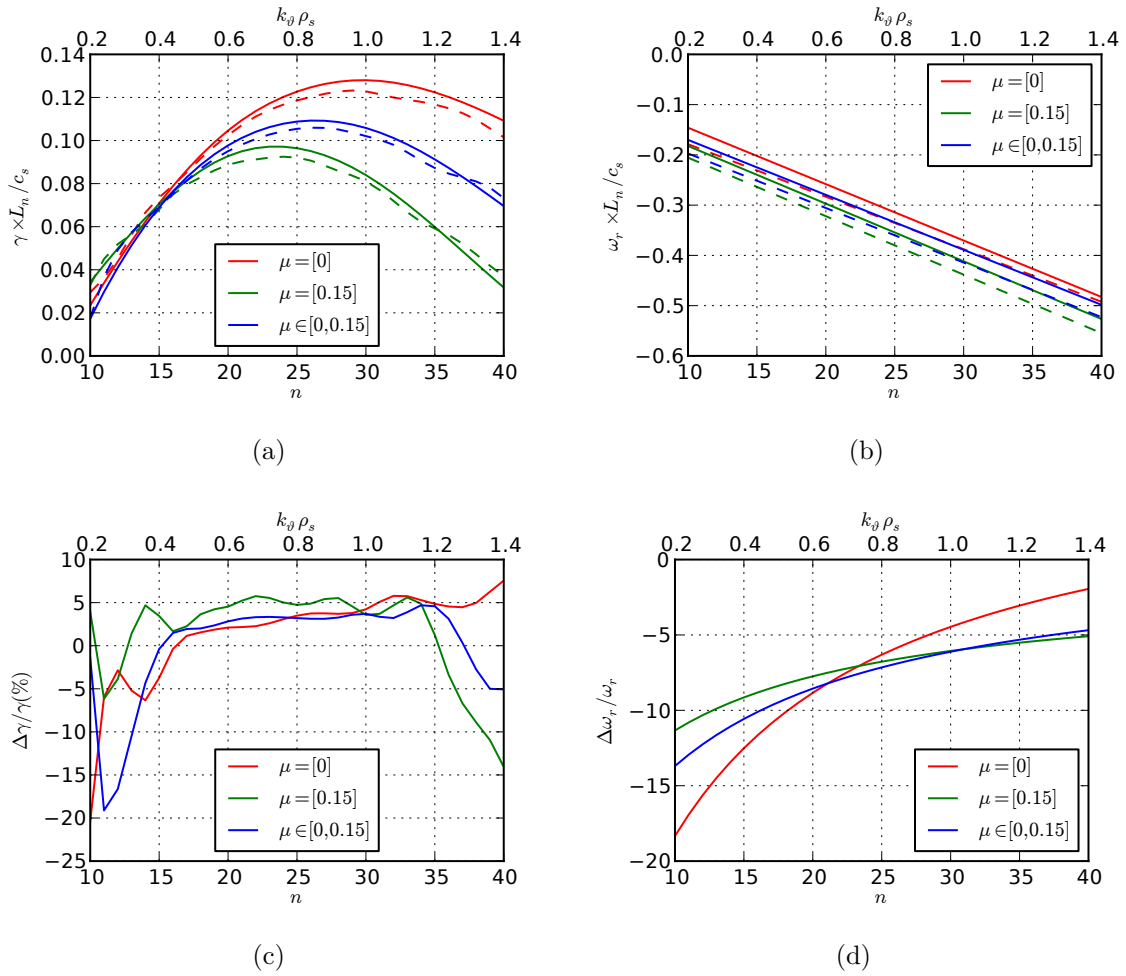 k_ϑ ρ_s
0.2 0.4 0.6 0.8 1.0 1.2 1.4
0.14
0.12
0.10
0.08
0.06
0.04
0.02
0.00
γ × L_n / c_s
μ = [0]
μ = [0.15]
μ ∈ [0, 0.15]
10 15 20 25 30 35 40
n
(a)
k_ϑ ρ_s
0.2 0.4 0.6 0.8 1.0 1.2 1.4
0.0
−0.1
−0.2
−0.3
−0.4
−0.5
−0.6
ω_r × L_n / c_s
μ = [0]
μ = [0.15]
μ ∈ [0, 0.15]
10 15 20 25 30 35 40
n
(b)
k_ϑ ρ_s
0.2 0.4 0.6 0.8 1.0 1.2 1.4
10
5
0
−5
−10
−15
−20
−25
Δγ/γ(%)
μ = [0]
μ = [0.15]
μ ∈ [0, 0.15]
10 15 20 25 30 35 40
n
(c)
k_ϑ ρ_s
0.2 0.4 0.6 0.8 1.0 1.2 1.4
0
−5
−10
−15
−20
Δω_r/ω_r
μ = [0]
μ = [0.15]
μ ∈ [0, 0.15]
10 15 20 25 30 35 40
n
(d)